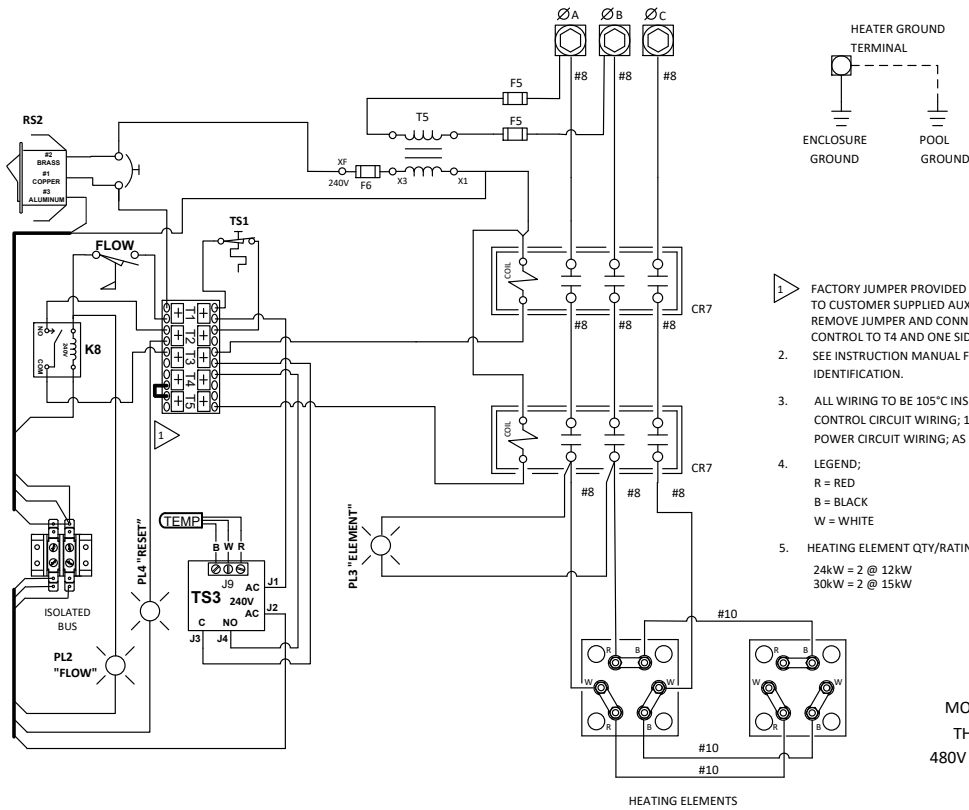 ØA ØB ØC
#8 #8 #8
F5
F5
T5
XF
240V
F6
X3
X1
RS2
#2
BRASS
#1
COPPER
#3
ALUMINUM
FLOW
TS1
NO
COM
240V
K8
T1
T2
T3
T4
T5
1
COIL
CR7
#8 #8 #8
COIL
CR7
#8 #8 #8
HEATER GROUND
TERMINAL
ENCLOSURE
GROUND
POOL
GROUND
1 FACTORY JUMPER PROVIDED
TO CUSTOMER SUPPLIED AUX
REMOVE JUMPER AND CONN
CONTROL TO T4 AND ONE SID
2. SEE INSTRUCTION MANUAL F
IDENTIFICATION.
3. ALL WIRING TO BE 105°C INS
CONTROL CIRCUIT WIRING; 1
POWER CIRCUIT WIRING; AS
4. LEGEND;
R = RED
B = BLACK
W = WHITE
5. HEATING ELEMENT QTY/RATIN
24kW = 2 @ 12kW
30kW = 2 @ 15kW
ISOLATED
BUS
PL2
"FLOW"
PL4 "RESET"
TEMP
B W R
J9
TS3
240V
AC
AC
J1
J2
C NO
J3 J4
PL3 "ELEMENT"
#10
R B
W W
B
R B
W W
R B
#10
#10
HEATING ELEMENTS
MO
TH
480V